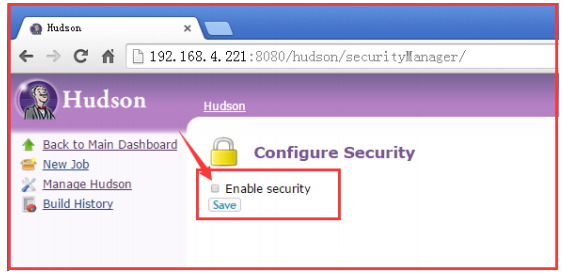 Hudson
192.168.4.221:8080/hudson/securityManager/
Hudson
Hudson
Back to Main Dashboard
New Job
Manage Hudson
Build History
Configure Security
Enable security
Save